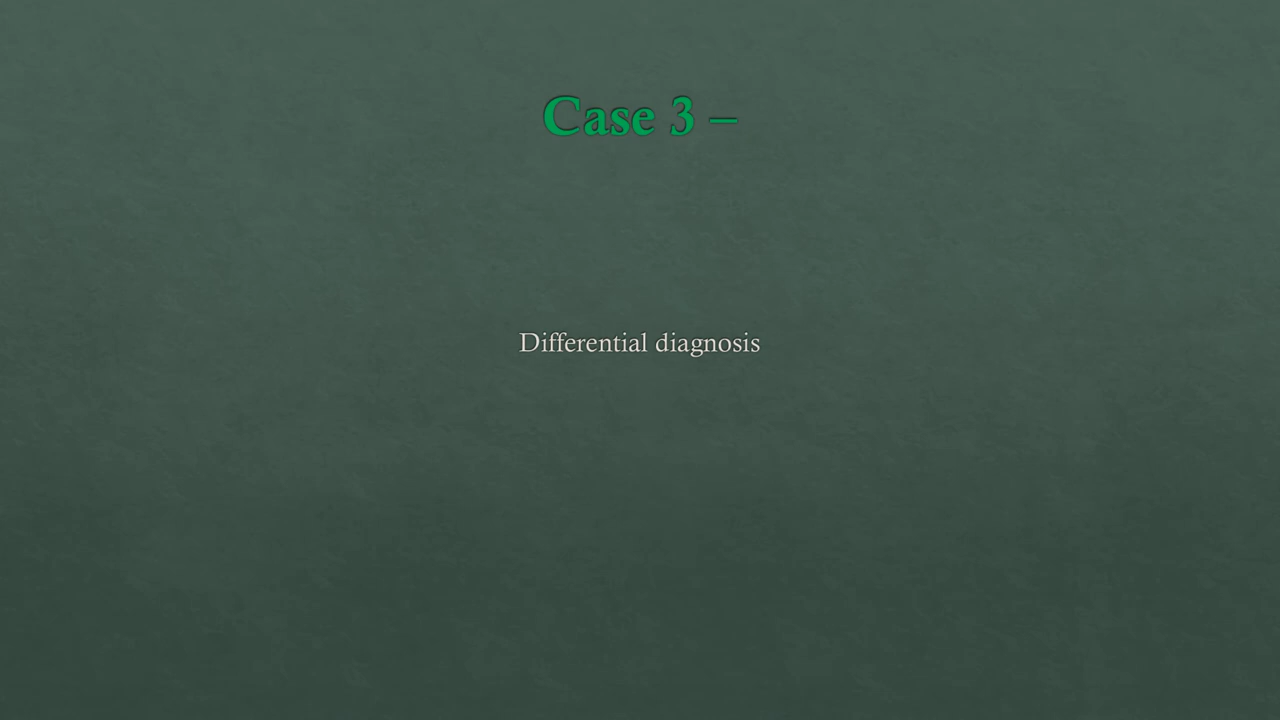 Case 3 –
Differential diagnosis